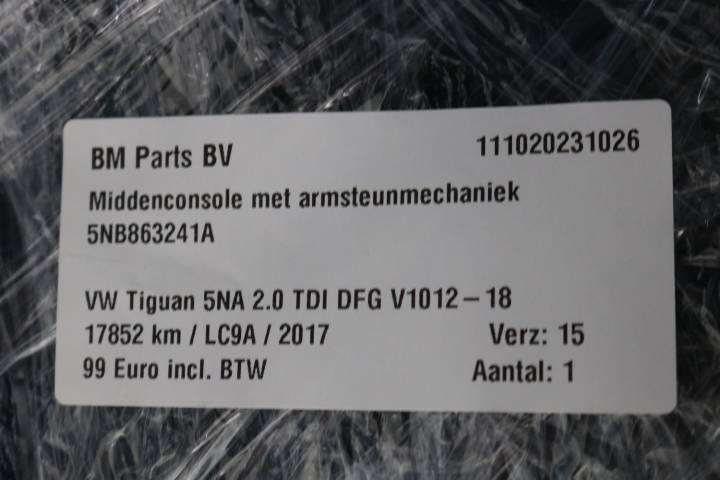 BM Parts BV 111020231026
Middenconsole met armsteunmechaniek
5NB863241A
VW Tiguan 5NA 2.0 TDI DFG V1012-18
17852 km / LC9A / 2017 Verz: 15
99 Euro incl. BTW Aantal: 1